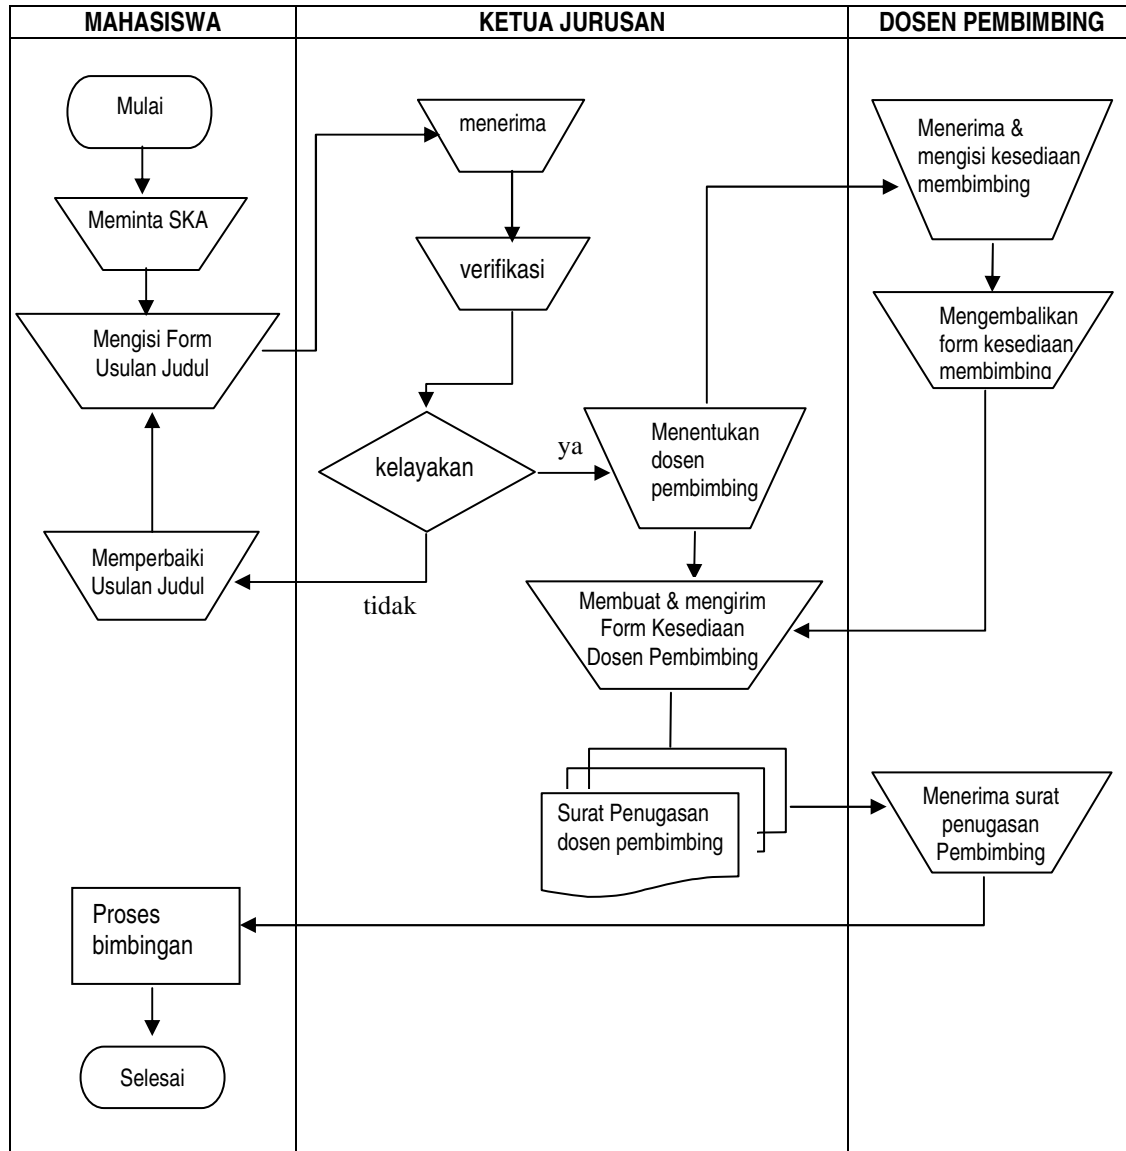 MAHASISWA
KETUA JURUSAN
DOSEN PEMBIMBING
Mulai
Meminta SKA
Mengisi Form
Usulan Judul
Memperbaiki
Usulan Judul
menerima
verifikasi
kelayakan
ya
tidak
Menentukan
dosen
pembimbing
Membuat & mengirim
Form Kesediaan
Dosen Pembimbing
Menerima &
mengisi kesediaan
membimbing
Mengembalikan
form kesediaan
membimbing
Surat Penugasan
dosen pembimbing
Menerima surat
penugasan
Pembimbing
Proses
bimbingan
Selesai